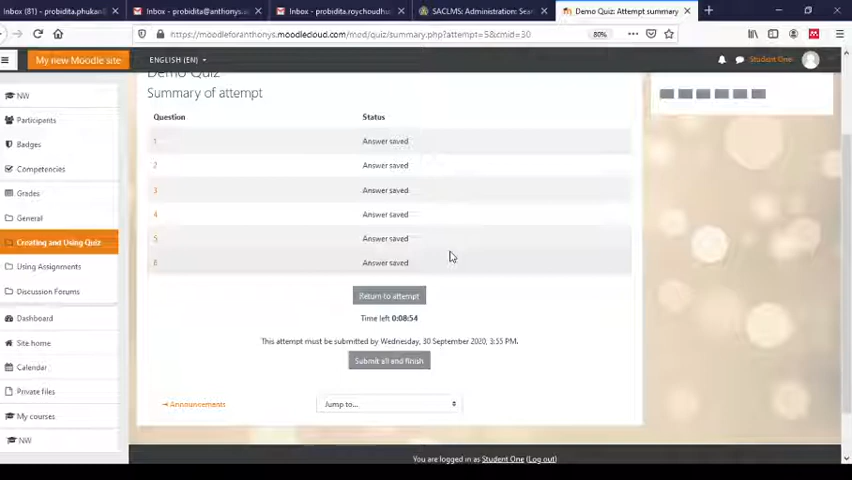 Inbox (81) - probidita.phukan
Inbox - probidita@anthonys.ac
Inbox - probidita.roychoudhu
SACLMS: Administration: Sea
Demo Quiz: Attempt summary
https://moodleforanthonys.moodlecloud.com/mod/quiz/summary.php?attempt=5&cmid=30
80%
My new Moodle site
ENGLISH (EN)
Student One
NW
Participants
Badges
Competencies
Grades
General
Creating and Using Quiz
Using Assignments
Discussion Forums
Dashboard
Site home
Calendar
Private files
My courses
NW
Demo Quiz
Summary of attempt
Question Status
1 Answer saved
2 Answer saved
3 Answer saved
4 Answer saved
5 Answer saved
6 Answer saved
Return to attempt
Time left 0:08:54
This attempt must be submitted by Wednesday, 30 September 2020, 3:55 PM.
Submit all and finish
Announcements
Jump to...
You are logged in as Student One (Log out)